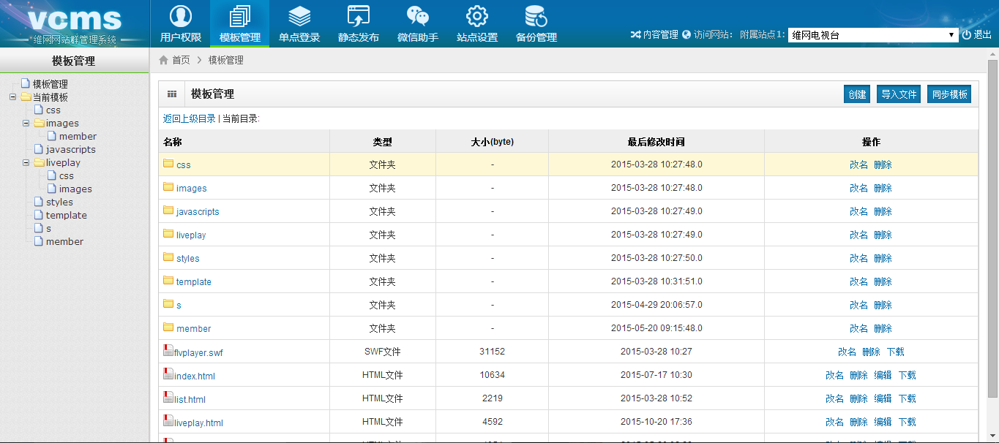 vcms
维网网站群管理系统
用户权限 模板管理 单点登录 静态发布 微信助手 站点设置 备份管理
内容管理 访问网站: 附属站点1: 维网电视台 退出
模板管理
首页 > 模板管理
模板管理
当前模板
css
images
member
javascripts
liveplay
css
images
styles
template
s
member
模板管理 创建 导入文件 同步模板
返回上级目录 | 当前目录:
名称 类型 大小(byte) 最后修改时间 操作
css 文件夹 - 2015-03-28 10:27:48.0 改名 删除
images 文件夹 - 2015-03-28 10:27:48.0 改名 删除
javascripts 文件夹 - 2015-03-28 10:27:49.0 改名 删除
liveplay 文件夹 - 2015-03-28 10:27:49.0 改名 删除
styles 文件夹 - 2015-03-28 10:27:50.0 改名 删除
template 文件夹 - 2015-03-28 10:31:51.0 改名 删除
s 文件夹 - 2015-04-29 20:06:57.0 改名 删除
member 文件夹 - 2015-05-20 09:15:48.0 改名 删除
flvplayer.swf SWF文件 31152 2015-03-28 10:27 改名 删除 下载
index.html HTML文件 10634 2015-07-17 10:30 改名 删除 编辑 下载
list.html HTML文件 2219 2015-03-28 10:52 改名 删除 编辑 下载
liveplay.html HTML文件 4592 2015-10-20 17:36 改名 删除 编辑 下载